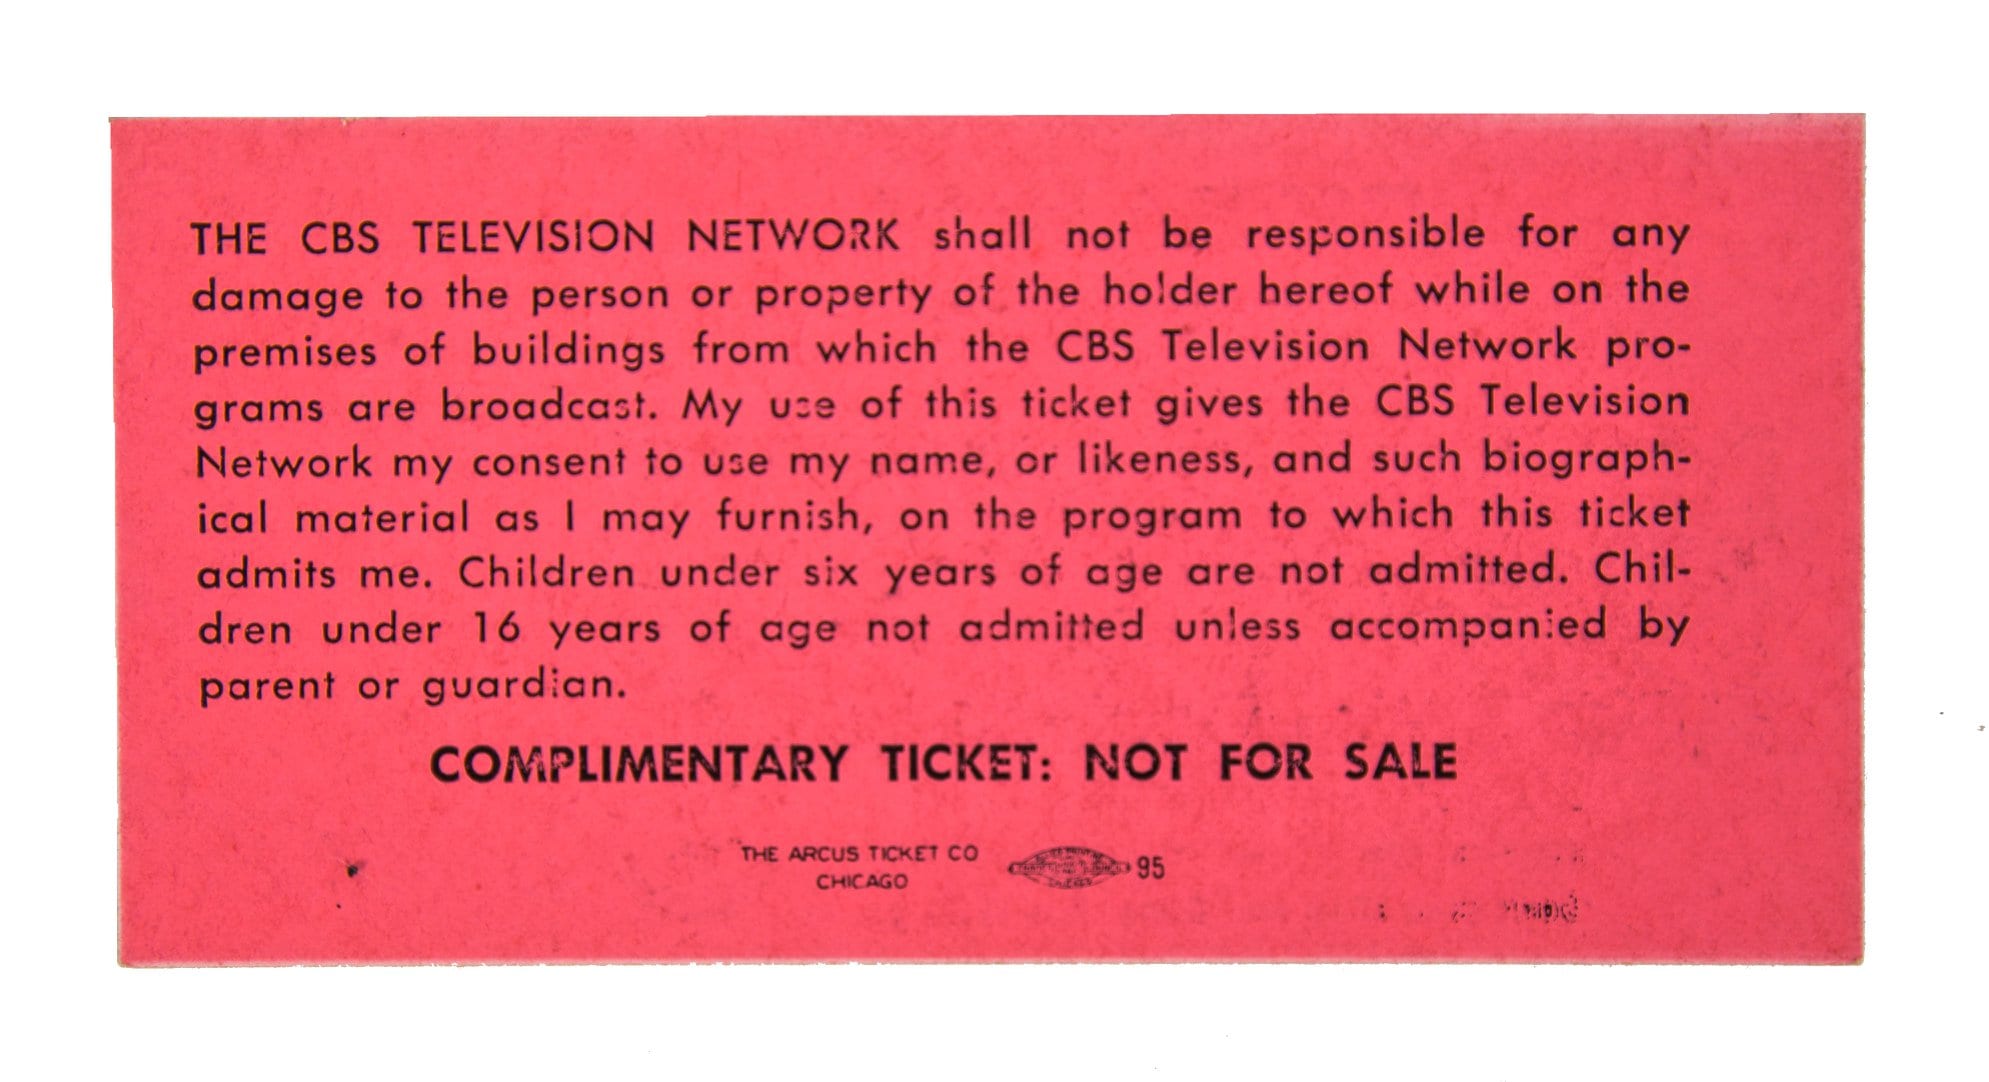 THE CBS TELEVISION NETWORK shall not be responsible for any
damage to the person or property of the holder hereof while on the
premises of buildings from which the CBS Television Network pro-
grams are broadcast. My use of this ticket gives the CBS Television
Network my consent to use my name, or likeness, and such biograph-
ical material as I may furnish, on the program to which this ticket
admits me. Children under six years of age are not admitted. Chil-
dren under 16 years of age not admitted unless accompanied by
parent or guardian.
COMPLIMENTARY TICKET: NOT FOR SALE
THE ARCUS TICKET CO
CHICAGO
95